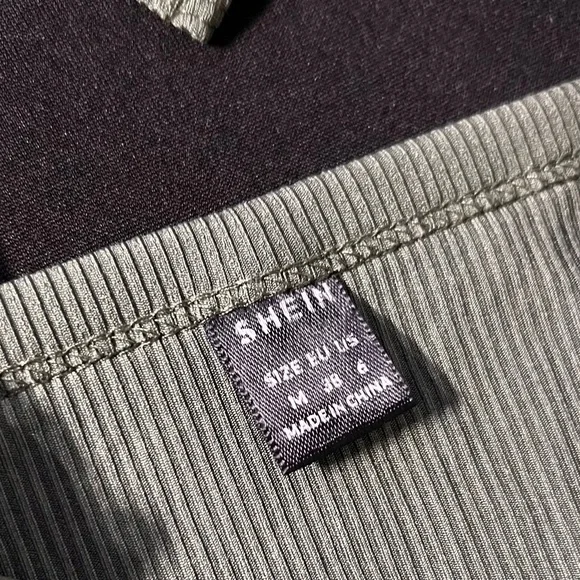 SHEIN
SIZE EU US
M 38 6
MADE IN CHINA